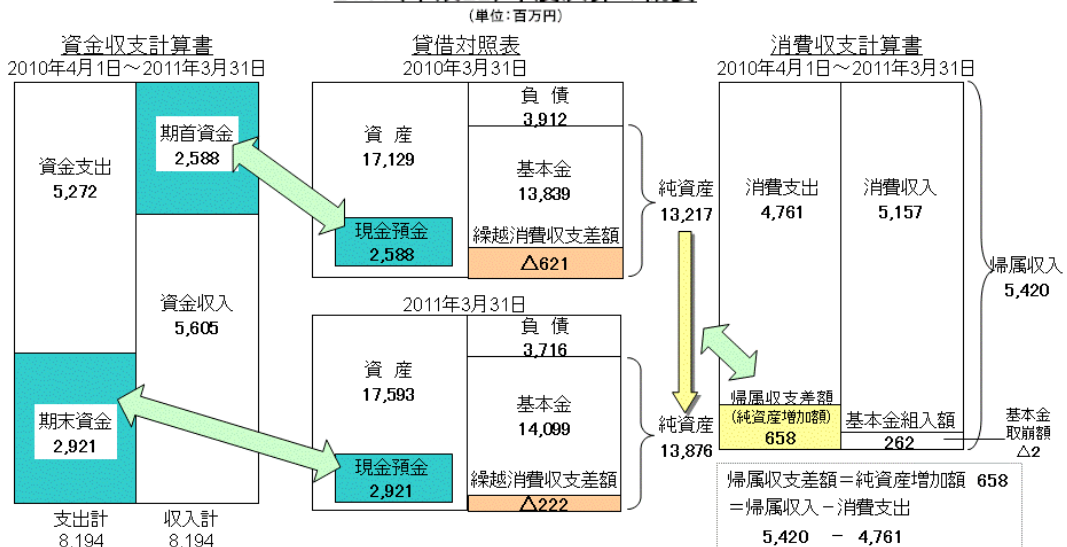 (単位:百万円)
資金収支計算書
2010年4月1日～2011年3月31日
期首資金
2,588
資金支出
5,272
資金収入
5,605
期末資金
2,921
支出計
8,194
収入計
8,194
貸借対照表
2010年3月31日
負 債
3,912
資 産
17,129
基本金
13,839
現金預金
2,588
繰越消費収支差額
△621
純資産
13,217
2011年3月31日
負 債
3,716
資 産
17,593
基本金
14,099
現金預金
2,921
繰越消費収支差額
△222
純資産
13,876
消費収支計算書
2010年4月1日～2011年3月31日
消費支出
4,761
消費収入
5,157
帰属収入
5,420
帰属収支差額
(純資産増加額)
658
基本金組入額
262
基本金
取崩額
△2
帰属収支差額＝純資産増加額 658
＝帰属収入－消費支出
5,420 － 4,761